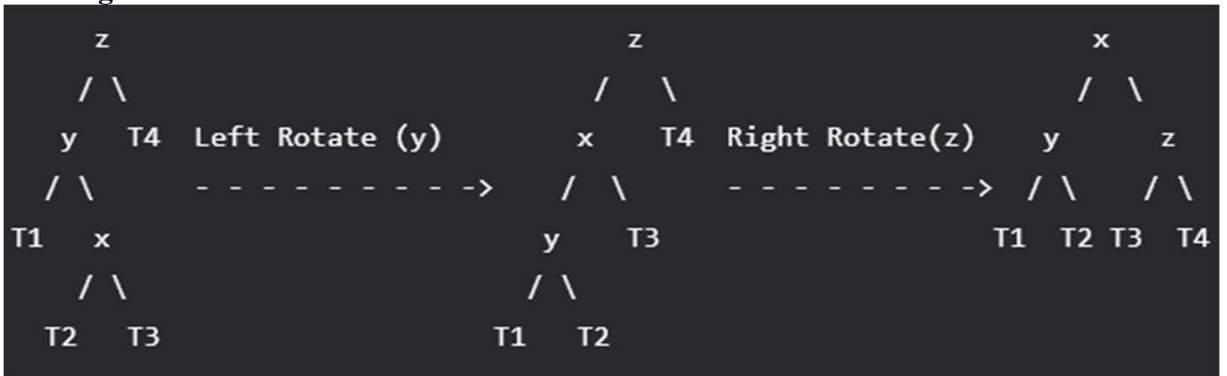 z z x
/ \ / \ / \
y T4 Left Rotate (y) x T4 Right Rotate(z) y z
/ \ - - - - - - - - -> / \ - - - - - - - -> / \ / \
T1 x y T3 T1 T2 T3 T4
/ \ / \
T2 T3 T1 T2